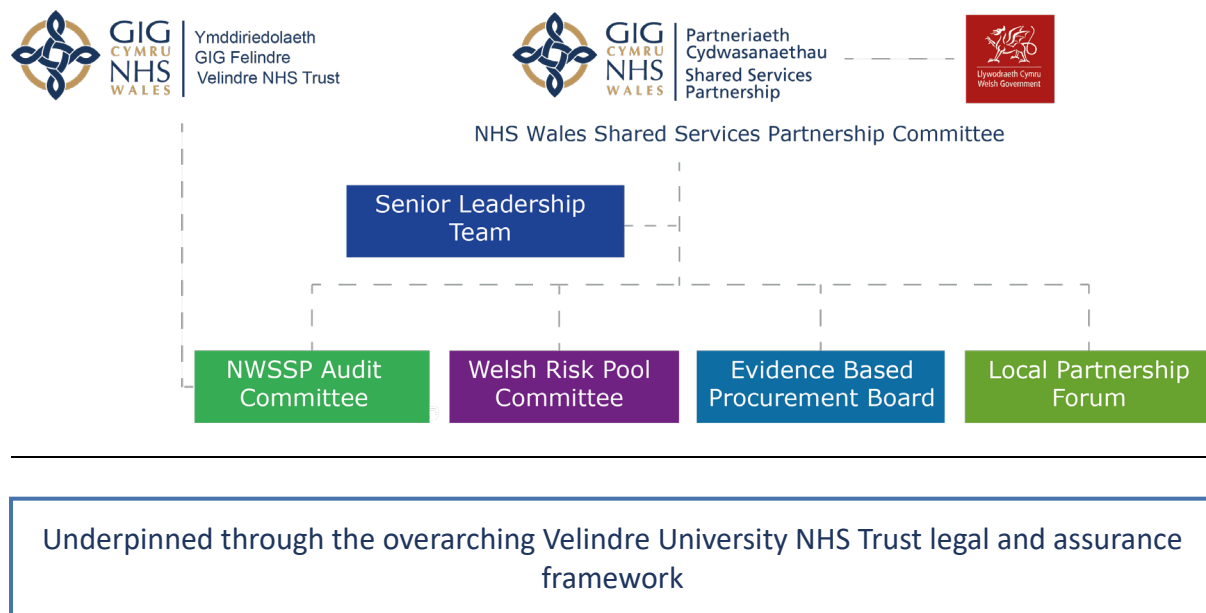 GIG
CYMRU
NHS
WALES
Ymddiriedolaeth
GIG Felindre
Velindre NHS Trust
GIG
CYMRU
NHS
WALES
Partneriaeth
Cydwasanaethau
Shared Services
Partnership
Llywodraeth Cymru
Welsh Government
NHS Wales Shared Services Partnership Committee
Senior Leadership
Team
NWSSP Audit
Committee
Welsh Risk Pool
Committee
Evidence Based
Procurement Board
Local Partnership
Forum
Underpinned through the overarching Velindre University NHS Trust legal and assurance
framework